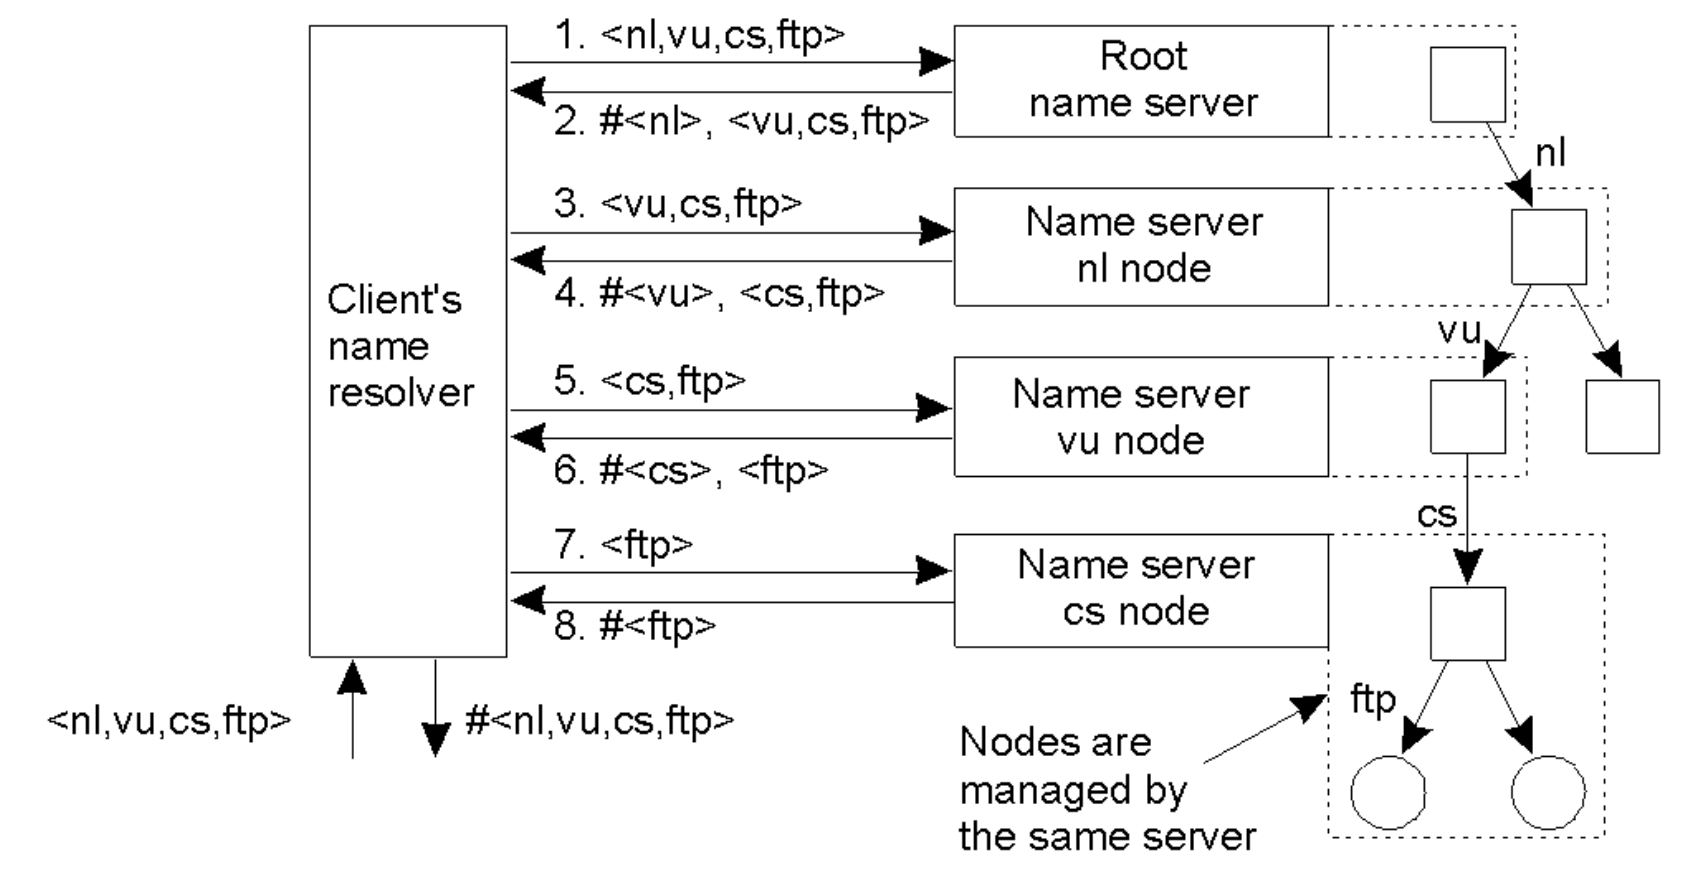 1. <nl,vu,cs,ftp>
Root
name server
2. #<nl>, <vu,cs,ftp>
nl
3. <vu,cs,ftp>
Name server
nl node
4. #<vu>, <cs,ftp>
Client's
name
resolver
vu
5. <cs,ftp>
Name server
vu node
6. #<cs>, <ftp>
cs
7. <ftp>
Name server
cs node
8. #<ftp>
<nl,vu,cs,ftp>
#<nl,vu,cs,ftp>
ftp
Nodes are
managed by
the same server